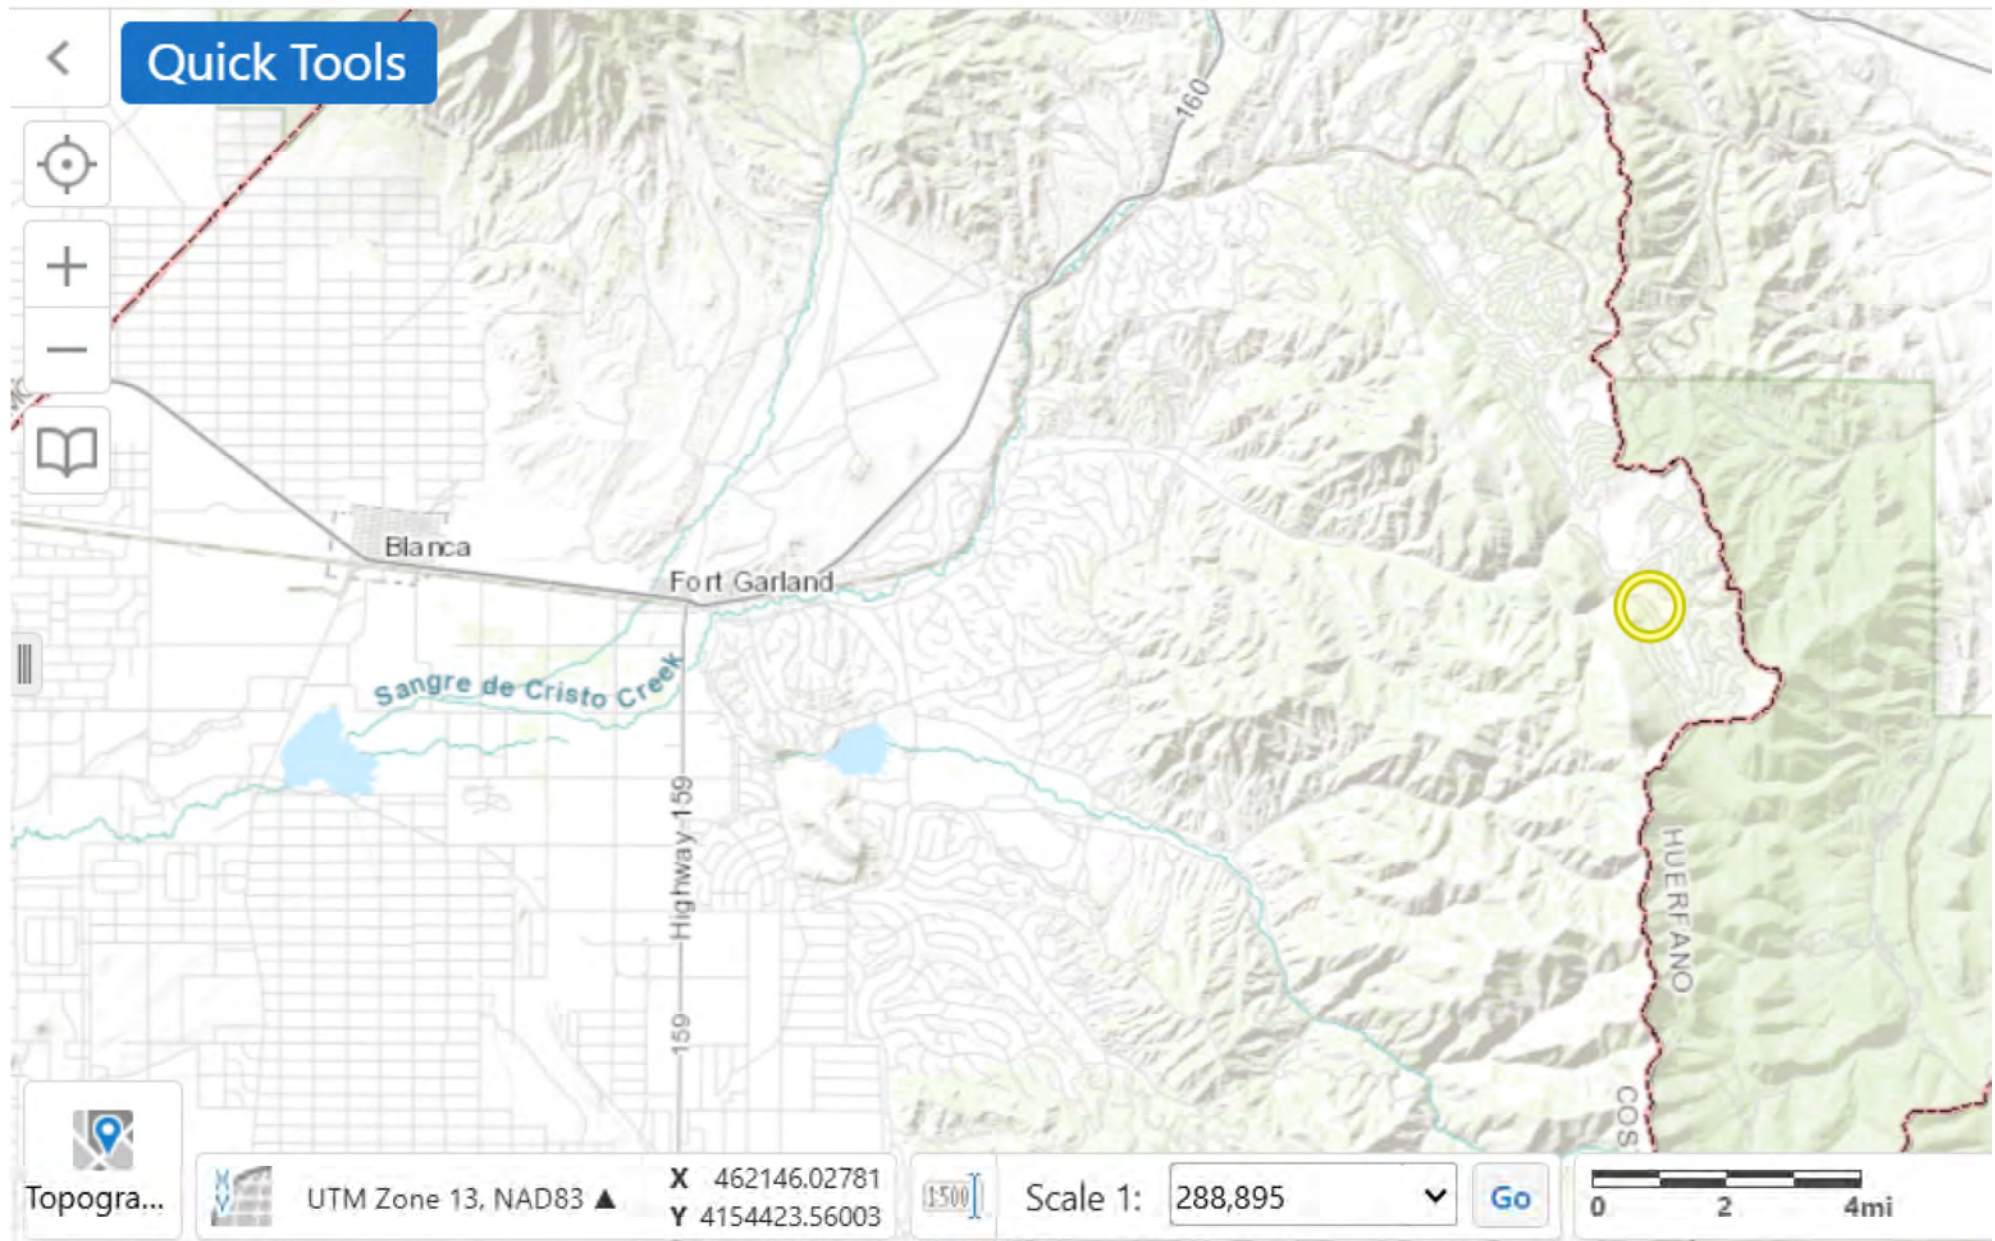 Quick Tools
160
Blanca
Fort Garland
Sangre de Cristo Creek
Highway 159
159
HUERFANO
COS
Topogra...
UTM Zone 13, NAD83 ▲
X 462146.02781
Y 4154423.56003
1:500
Scale 1:
288,895
Go
0 2 4mi